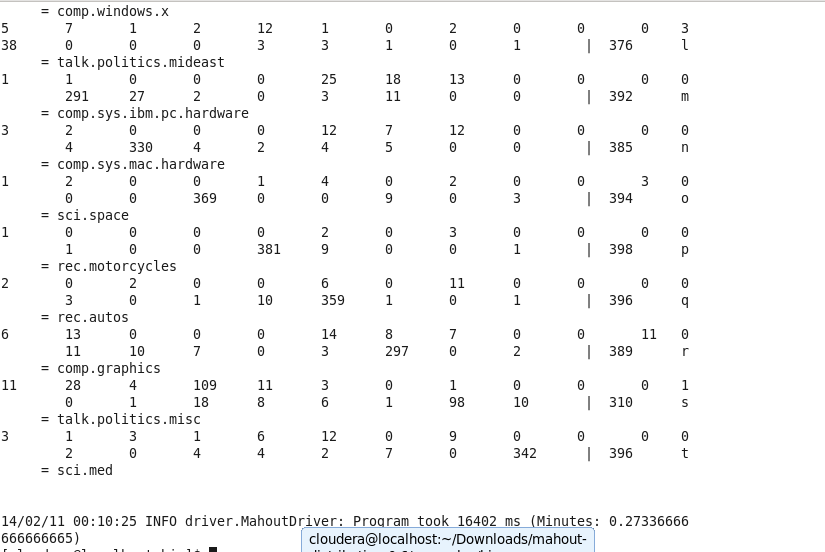 = comp.windows.x
5 7 1 2 12 1 0 2 0 0 0 3
38 0 0 0 3 3 1 0 1 | 376 l
= talk.politics.mideast
1 1 0 0 0 25 18 13 0 0 0 0
291 27 2 0 3 11 0 0 | 392 m
= comp.sys.ibm.pc.hardware
3 2 0 0 0 12 7 12 0 0 0 0
4 330 4 2 4 5 0 0 | 385 n
= comp.sys.mac.hardware
1 2 0 0 1 4 0 2 0 0 3 0
0 0 369 0 0 9 0 3 | 394 o
= sci.space
1 0 0 0 0 2 0 3 0 0 0 0
1 0 0 381 9 0 0 1 | 398 p
= rec.motorcycles
2 0 2 0 0 6 0 11 0 0 0 0
3 0 1 10 359 1 0 1 | 396 q
= rec.autos
6 13 0 0 0 14 8 7 0 0 11 0
11 10 7 0 3 297 0 2 | 389 r
= comp.graphics
11 28 4 109 11 3 0 1 0 0 0 1
0 1 18 8 6 1 98 10 | 310 s
= talk.politics.misc
3 1 3 1 6 12 0 9 0 0 0 0
2 0 4 4 2 7 0 342 | 396 t
= sci.med
14/02/11 00:10:25 INFO driver.MahoutDriver: Program took 16402 ms (Minutes: 0.27336666
666666665)
cloudera@localhost:~/Downloads/mahout-